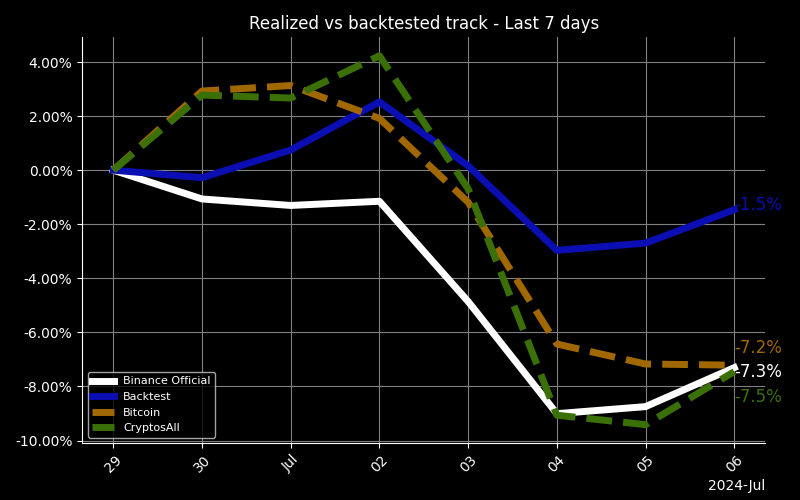 Realized vs backtested track - Last 7 days
4.00%
2.00%
0.00%
-2.00%
-4.00%
-6.00%
-8.00%
-10.00%
-1.5%
-7.2%
-7.3%
-7.5%
Binance Official
Backtest
Bitcoin
CryptosAll
29
30
Jul
02
03
04
05
06
2024-Jul